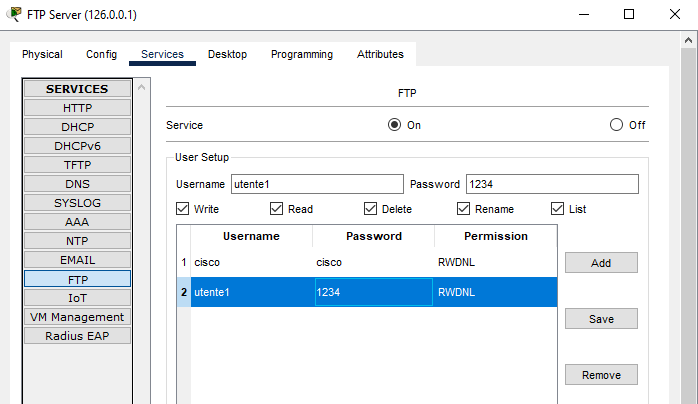 FTP Server (126.0.0.1)
Physical Config Services Desktop Programming Attributes
SERVICES
HTTP
DHCP
DHCPv6
TFTP
DNS
SYSLOG
AAA
NTP
EMAIL
FTP
IoT
VM Management
Radius EAP
FTP
Service On Off
User Setup
Username utente1 Password 1234
Write Read Delete Rename List
Username Password Permission
1 cisco cisco RWDNL
2 utente1 1234 RWDNL
Add
Save
Remove